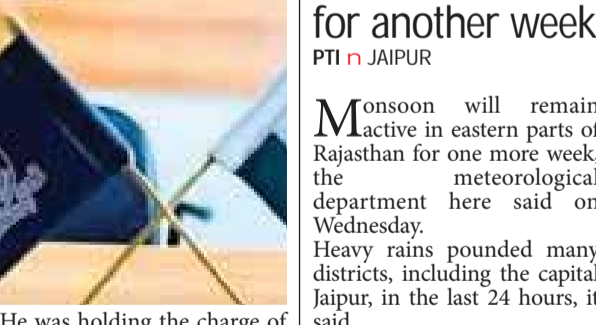 for another week
PTI n JAIPUR
Monsoon will remain
active in eastern parts of
Rajasthan for one more week,
the meteorological
department here said on
Wednesday.
Heavy rains pounded many
districts, including the capital
Jaipur, in the last 24 hours, it
said.
He was holding the charge of